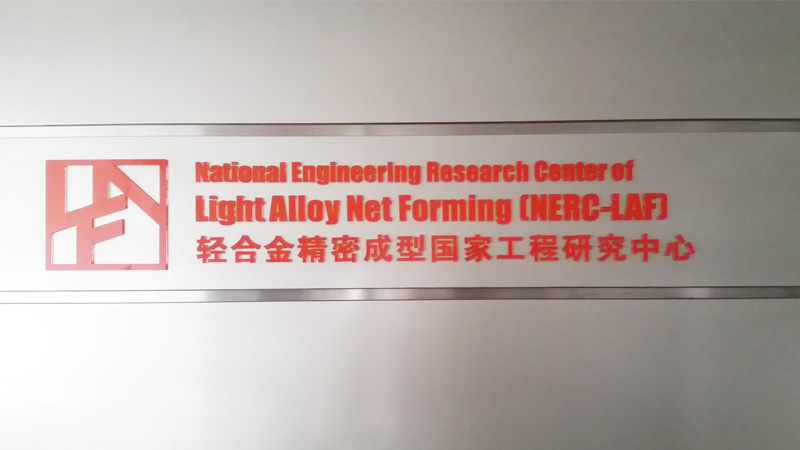 National Engineering Research Center of
Light Alloy Net Forming (NERC-LAF)
轻合金精密成型国家工程研究中心